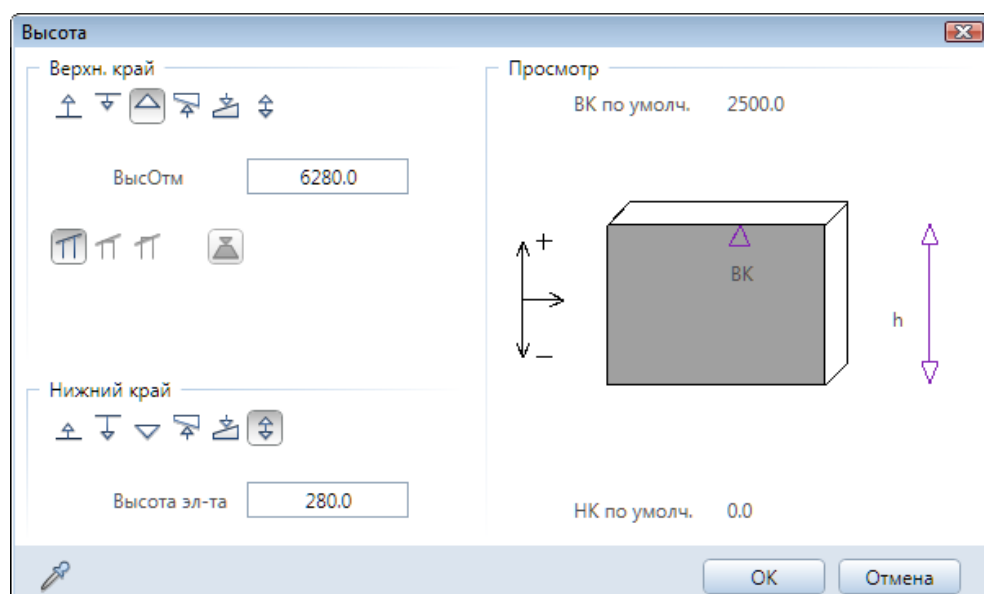 Высота
Верхн. край
ВысОтм 6280.0
Нижний край
Высота эл-та 280.0
Просмотр
ВК по умолч. 2500.0
+
ВК
h
−
НК по умолч. 0.0
ОК Отмена